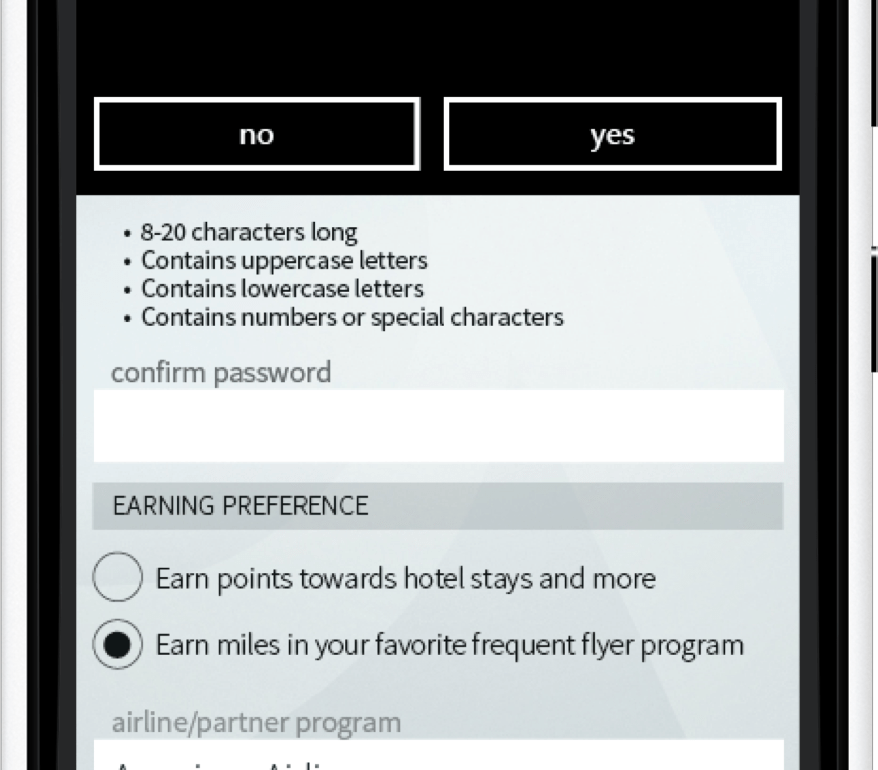 no yes
• 8-20 characters long
• Contains uppercase letters
• Contains lowercase letters
• Contains numbers or special characters
confirm password
EARNING PREFERENCE
Earn points towards hotel stays and more
Earn miles in your favorite frequent flyer program
airline/partner program